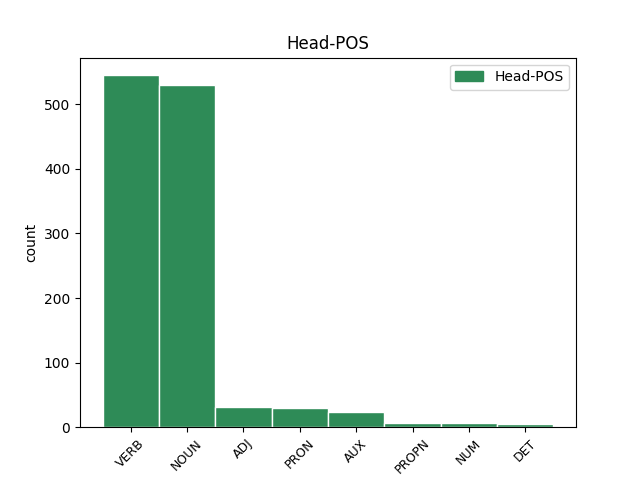 Head-POS
Head-POS
count
500
400
300
200
100
0
VERB
NOUN
ADJ
PRON
AUX
PROPN
NUM
DET